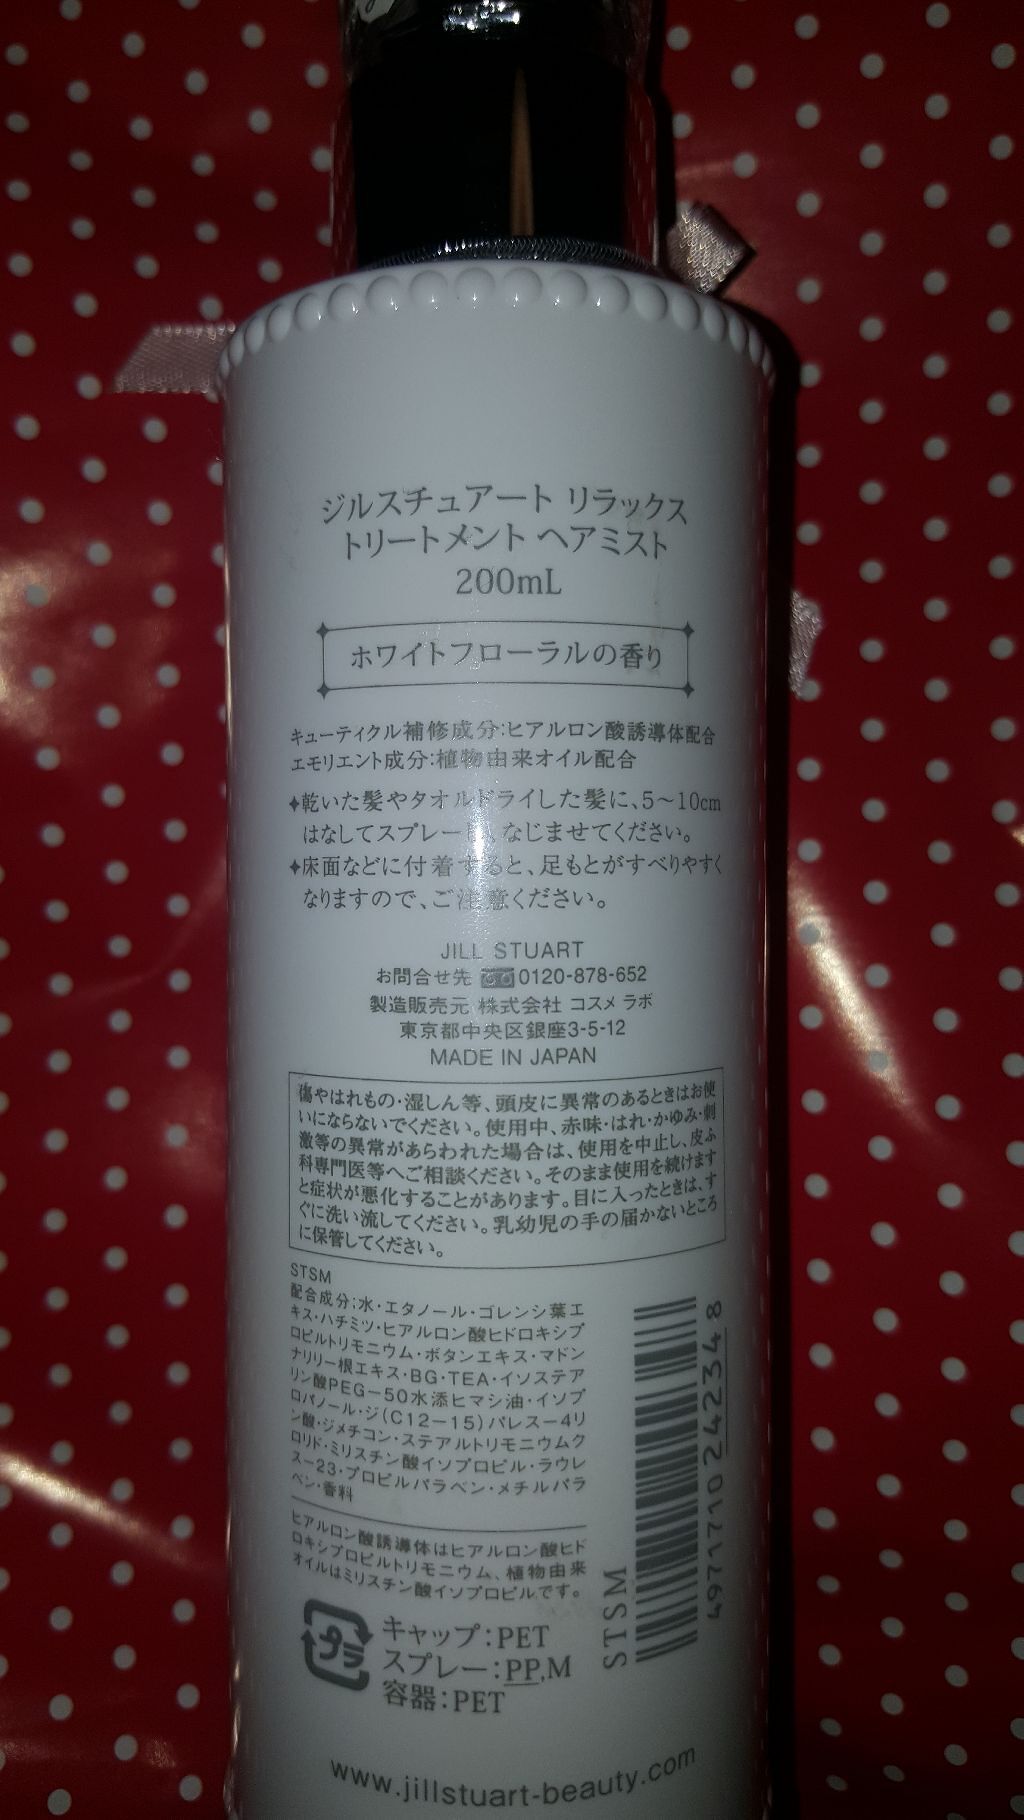 ジルスチュアート リラックス
トリートメント ヘアミスト
200mL
ホワイトフローラルの香り
キューティクル補修成分:ヒアルロン酸誘導体配合
エモリエント成分:植物由来オイル配合
✦乾いた髪やタオルドライした髪に、5〜10cm
はなしてスプレーし、なじませてください。
✦床面などに付着すると、足もとがすべりやすく
なりますので、ご注意ください。
JILL STUART
お問合せ先 0120-878-652
製造販売元 株式会社 コスメ ラボ
東京都中央区銀座3-5-12
MADE IN JAPAN
傷やはれもの・湿しん等、頭皮に異常のあるときはお使
いにならないでください。使用中、赤味・はれ・かゆみ・刺
激等の異常があらわれた場合は、使用を中止し、皮ふ
科専門医等へご相談ください。そのまま使用を続けます
と症状が悪化することがあります。目に入ったときは、す
ぐに洗い流してください。乳幼児の手の届かないところ
に保管してください。
STSM
配合成分:水・エタノール・ゴレンシ葉エ
キス・ハチミツ・ヒアルロン酸ヒドロキシプ
ロピルトリモニウム・ボタンエキス・マドン
ナリリー根エキス・BG・TEA・イソステア
リン酸PEG−50水添ヒマシ油・イソプ
ロパノール・ジ(C12−15)パレス−4リ
ン酸・ジメチコン・ステアルトリモニウムク
ロリド・ミリスチン酸イソプロピル・ラウレ
ス−23・プロピルパラベン・メチルパラ
ベン・香料
ヒアルロン酸誘導体はヒアルロン酸ヒド
ロキシプロピルトリモニウム、植物由来
オイルはミリスチン酸イソプロピルです。
STSM
4971710242348
プラ
キャップ:PET
スプレー:PP,M
容器:PET
www.jillstuart-beauty.com